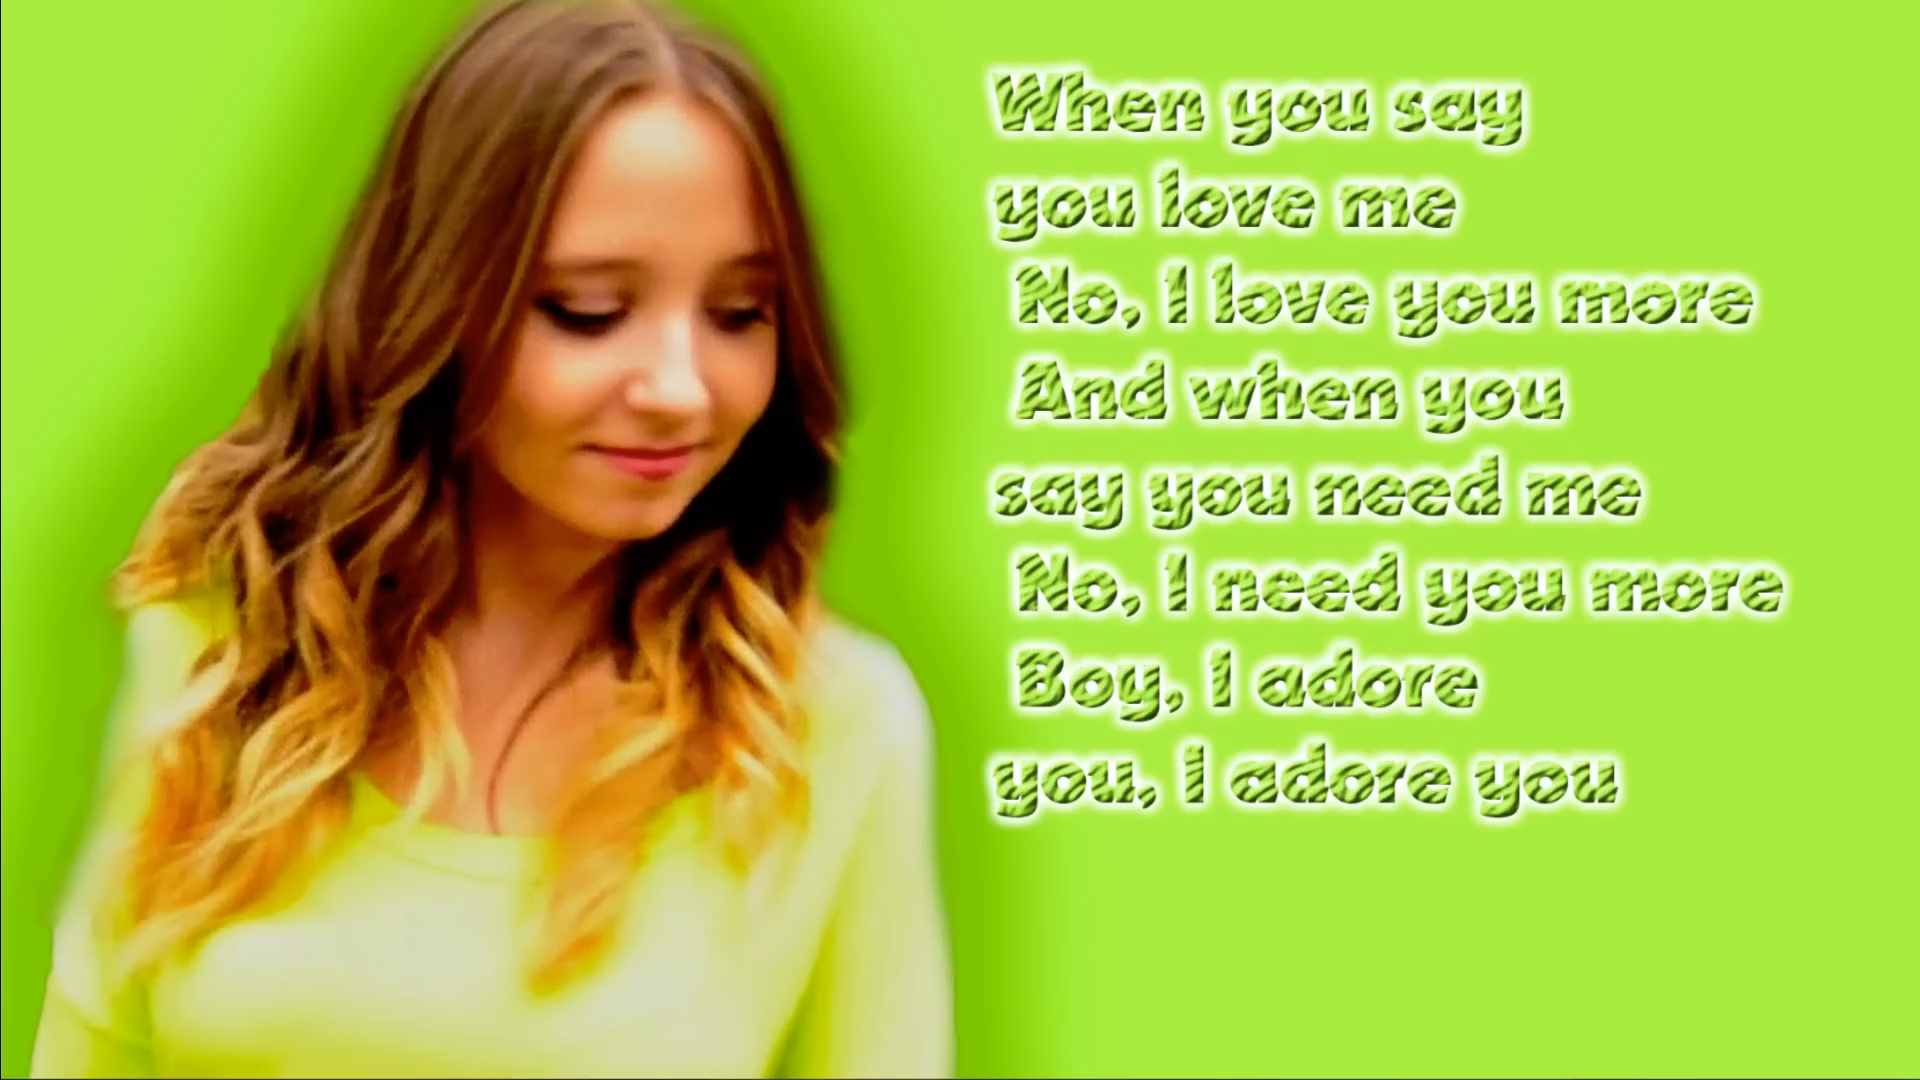 When you say
you love me
No, I love you more
And when you
say you need me
No, I need you more
Boy, I adore
you, I adore you